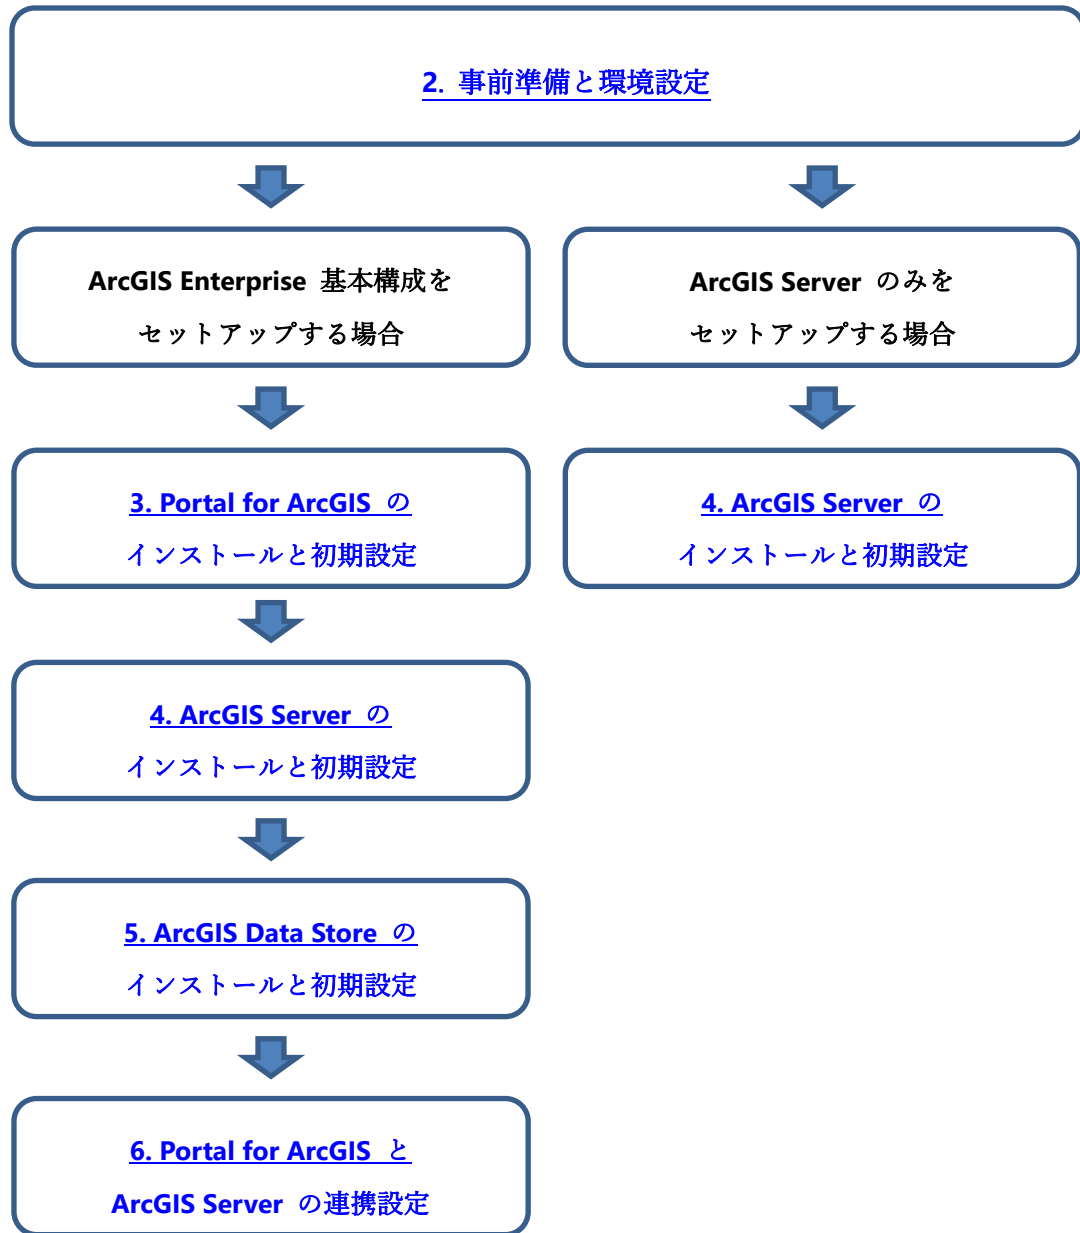 2. 事前準備と環境設定
ArcGIS Enterprise 基本構成を
セットアップする場合
ArcGIS Server のみを
セットアップする場合
3. Portal for ArcGIS の
インストールと初期設定
4. ArcGIS Server の
インストールと初期設定
4. ArcGIS Server の
インストールと初期設定
5. ArcGIS Data Store の
インストールと初期設定
6. Portal for ArcGIS と
ArcGIS Server の連携設定